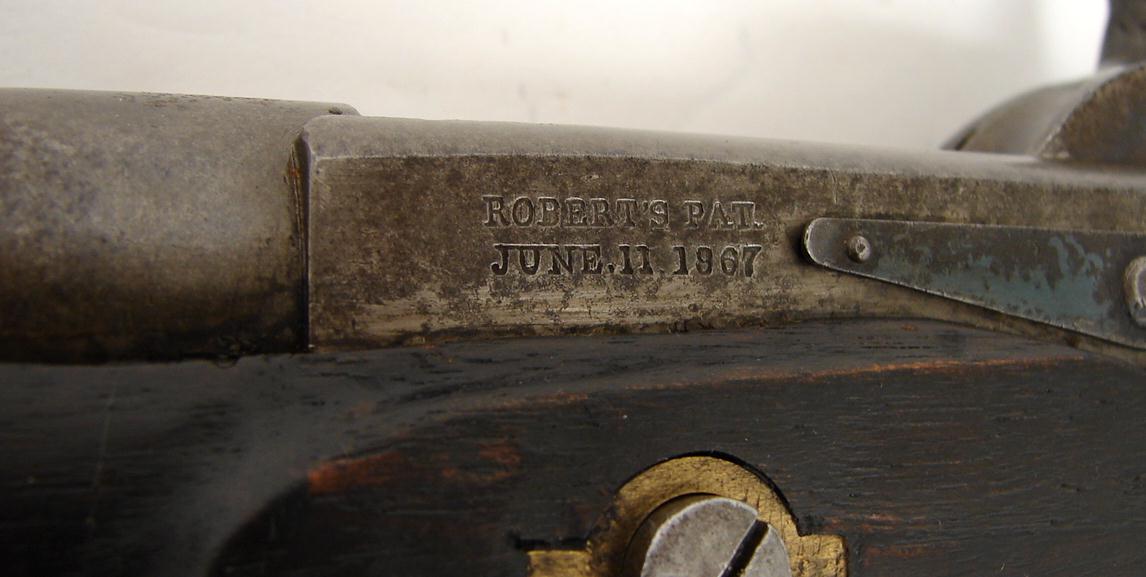 ROBERT'S PAT.
JUNE.11.1867